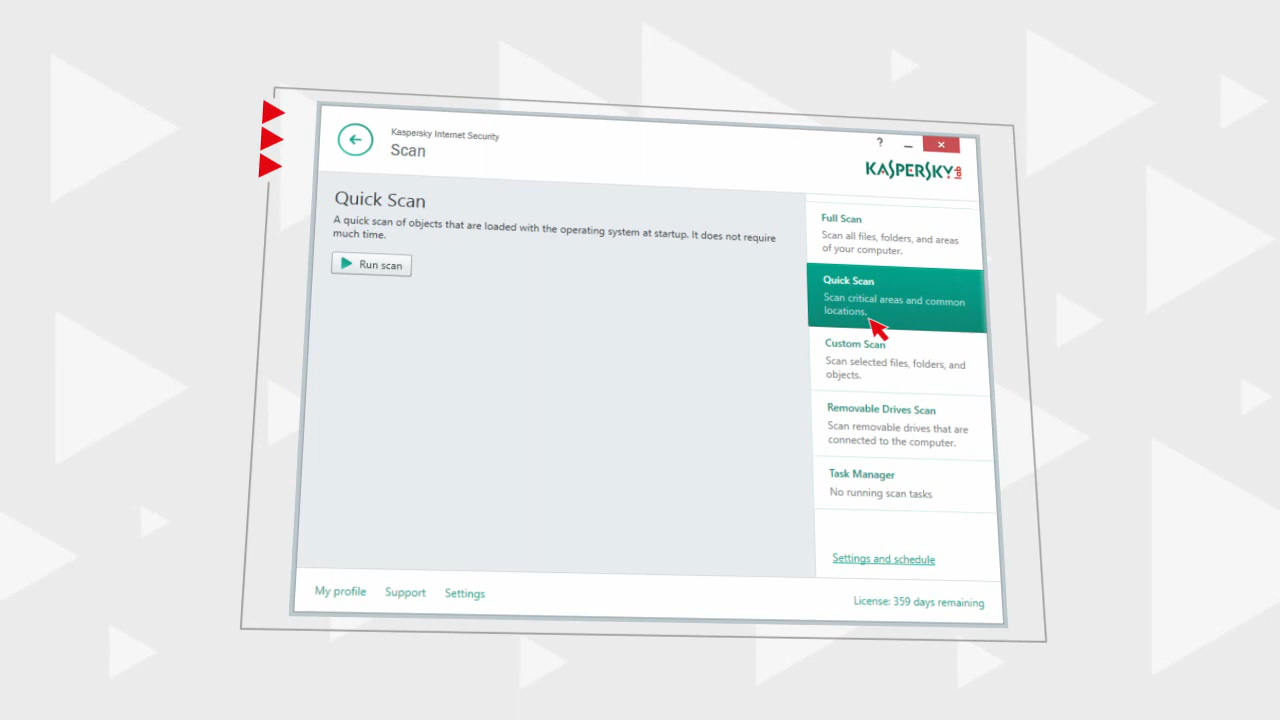 Kaspersky Internet Security
Scan
?
KASPERSKY lab
Quick Scan
A quick scan of objects that are loaded with the operating system at startup. It does not require
much time.
Run scan
Full Scan
Scan all files, folders, and areas
of your computer.
Quick Scan
Scan critical areas and common
locations.
Custom Scan
Scan selected files, folders, and
objects.
Removable Drives Scan
Scan removable drives that are
connected to the computer.
Task Manager
No running scan tasks
Settings and schedule
My profile Support Settings
License: 359 days remaining